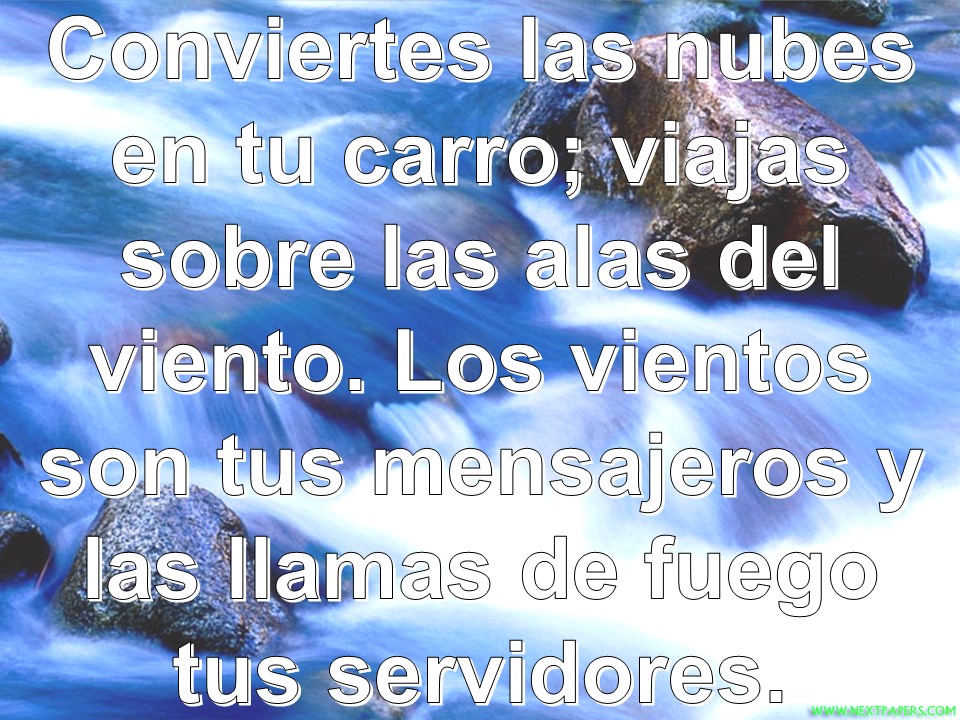 Conviertes las nubes
en tu carro; viajas
sobre las alas del
viento. Los vientos
son tus mensajeros y
las llamas de fuego
tus servidores.
WWW.NEXTPAPERS.COM